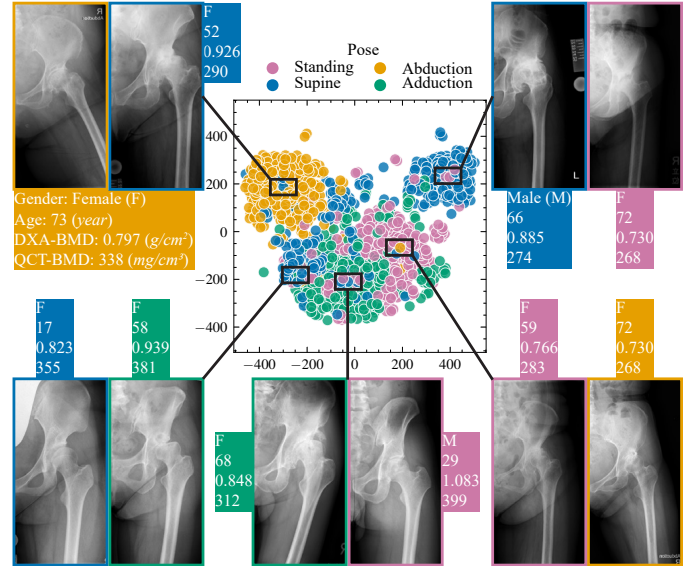 F
52
0.926
290
Gender: Female (F)
Age: 73 (year)
DXA-BMD: 0.797 (g/cm²)
QCT-BMD: 338 (mg/cm³)
Pose
Standing
Abduction
Supine
Adduction
400
200
0
−200
−400
−400
−200
0
200
400
L
Male (M)
66
0.885
274
F
72
0.730
268
F
17
0.823
355
F
58
0.939
381
F
68
0.848
312
R
M
29
1.083
399
F
59
0.766
283
F
72
0.730
268